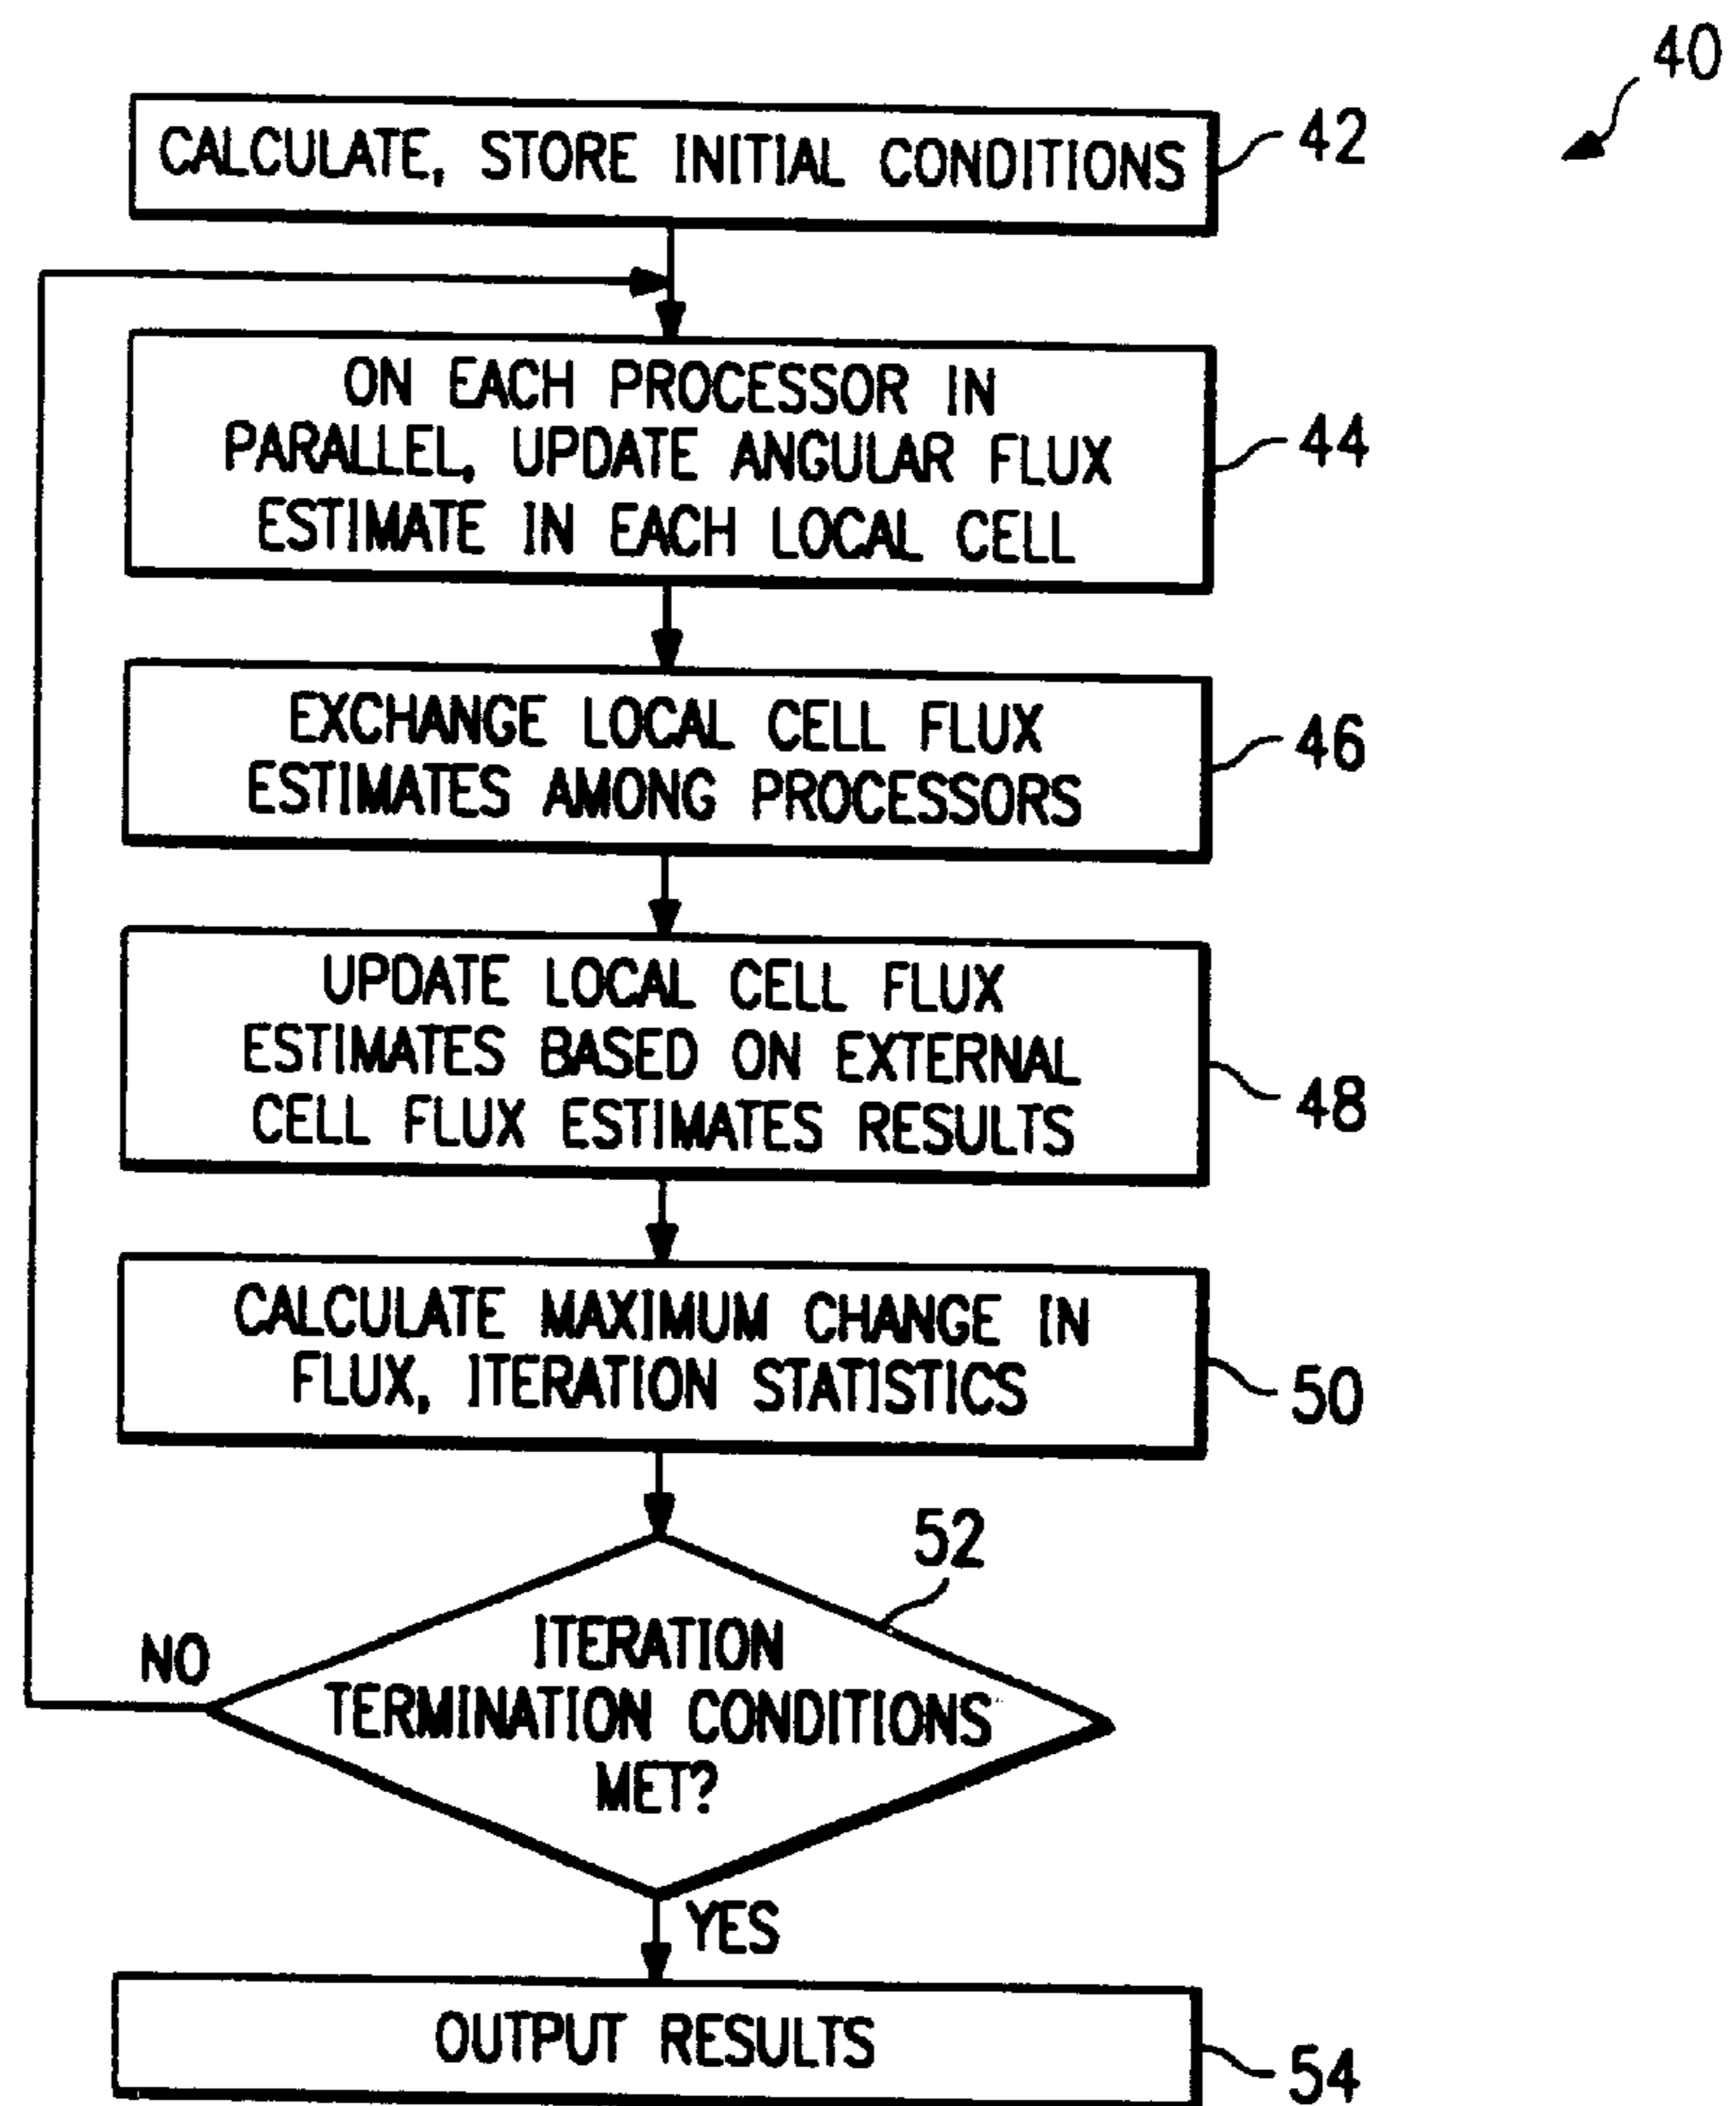 40
CALCULATE, STORE INITIAL CONDITIONS
42
ON EACH PROCESSOR IN
PARALLEL, UPDATE ANGULAR FLUX
ESTIMATE IN EACH LOCAL CELL
44
EXCHANGE LOCAL CELL FLUX
ESTIMATES AMONG PROCESSORS
46
UPDATE LOCAL CELL FLUX
ESTIMATES BASED ON EXTERNAL
CELL FLUX ESTIMATES RESULTS
48
CALCULATE MAXIMUM CHANGE IN
FLUX, ITERATION STATISTICS
50
52
NO
ITERATION
TERMINATION CONDITIONS
MET?
YES
OUTPUT RESULTS
54